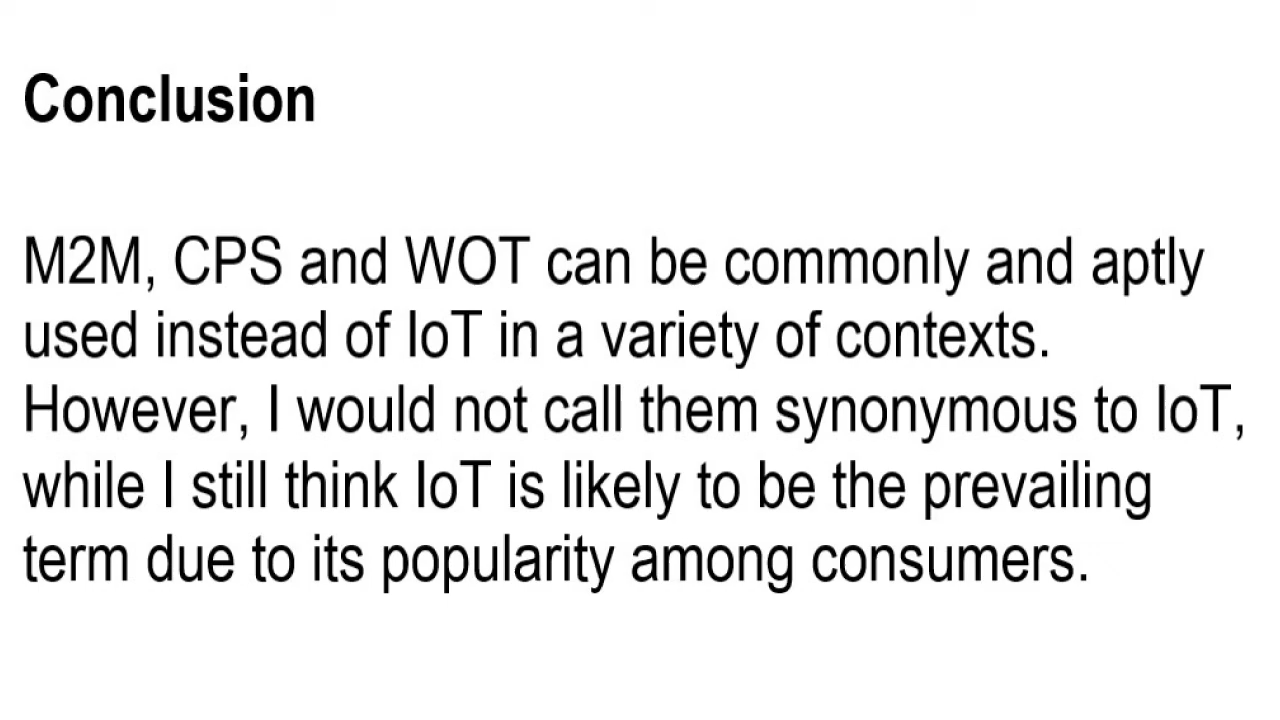 Conclusion
M2M, CPS and WOT can be commonly and aptly
used instead of IoT in a variety of contexts.
However, I would not call them synonymous to IoT,
while I still think IoT is likely to be the prevailing
term due to its popularity among consumers.